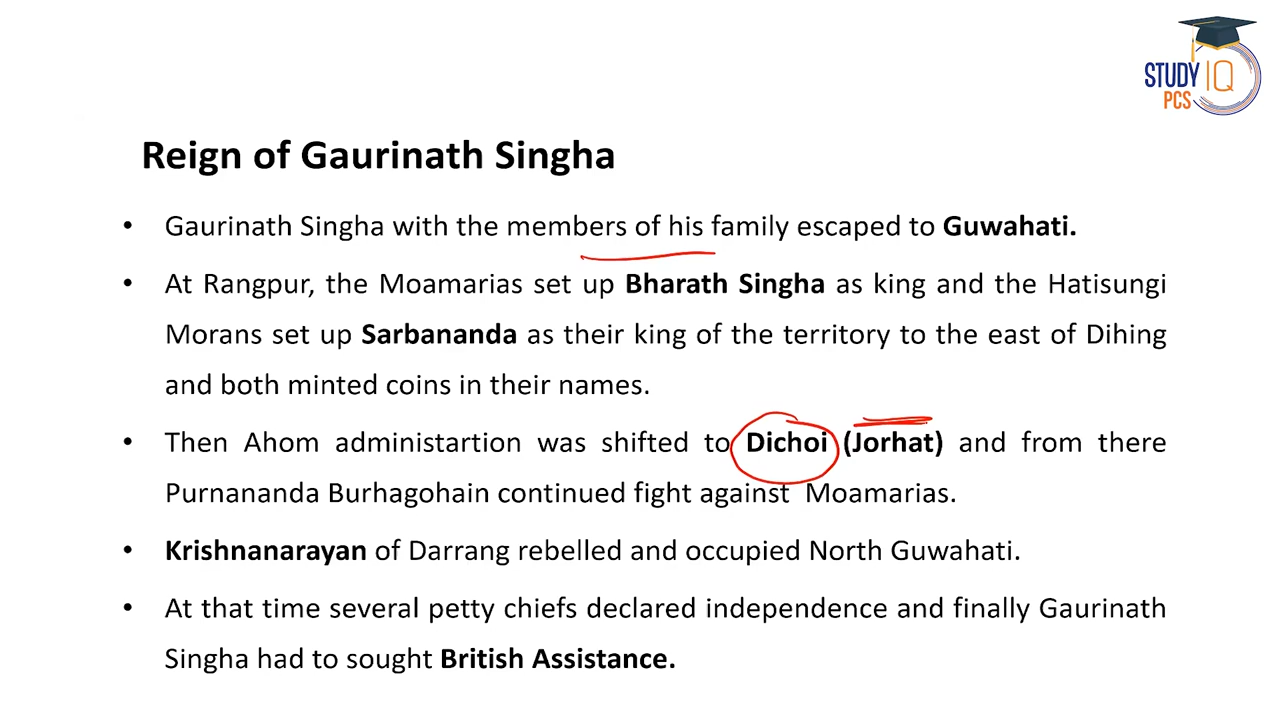 STUDY IQ
PCS
Reign of Gaurinath Singha
• Gaurinath Singha with the members of his family escaped to Guwahati.
• At Rangpur, the Moamarias set up Bharath Singha as king and the Hatisungi
Morans set up Sarbananda as their king of the territory to the east of Dihing
and both minted coins in their names.
• Then Ahom administartion was shifted to Dichoi (Jorhat) and from there
Purnananda Burhagohain continued fight against Moamarias.
• Krishnanarayan of Darrang rebelled and occupied North Guwahati.
• At that time several petty chiefs declared independence and finally Gaurinath
Singha had to sought British Assistance.